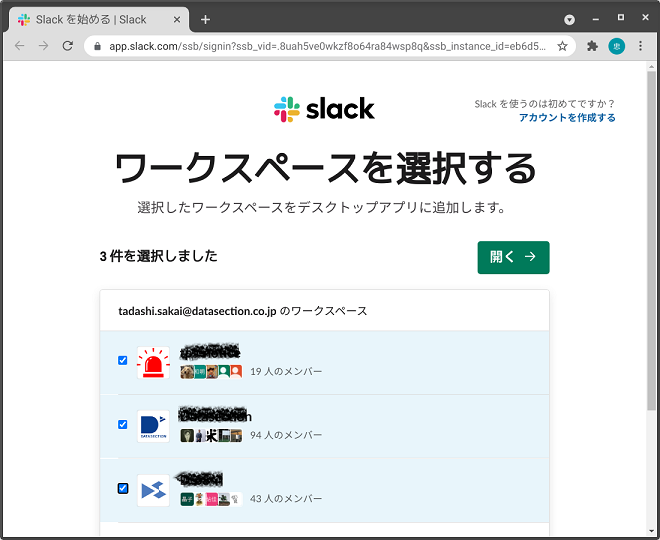 Slack を始める | Slack
app.slack.com/ssb/signin?ssb_vid=.8uah5ve0wkzf8o64ra84wsp8q&ssb_instance_id=eb6d5...
忠
slack
Slack を使うのは初めてですか？
アカウントを作成する
ワークスペースを選択する
選択したワークスペースをデスクトップアプリに追加します。
3 件を選択しました
開く →
tadashi.sakai@datasection.co.jp のワークスペース
19 人のメンバー
DATASECTION
94 人のメンバー
43 人のメンバー